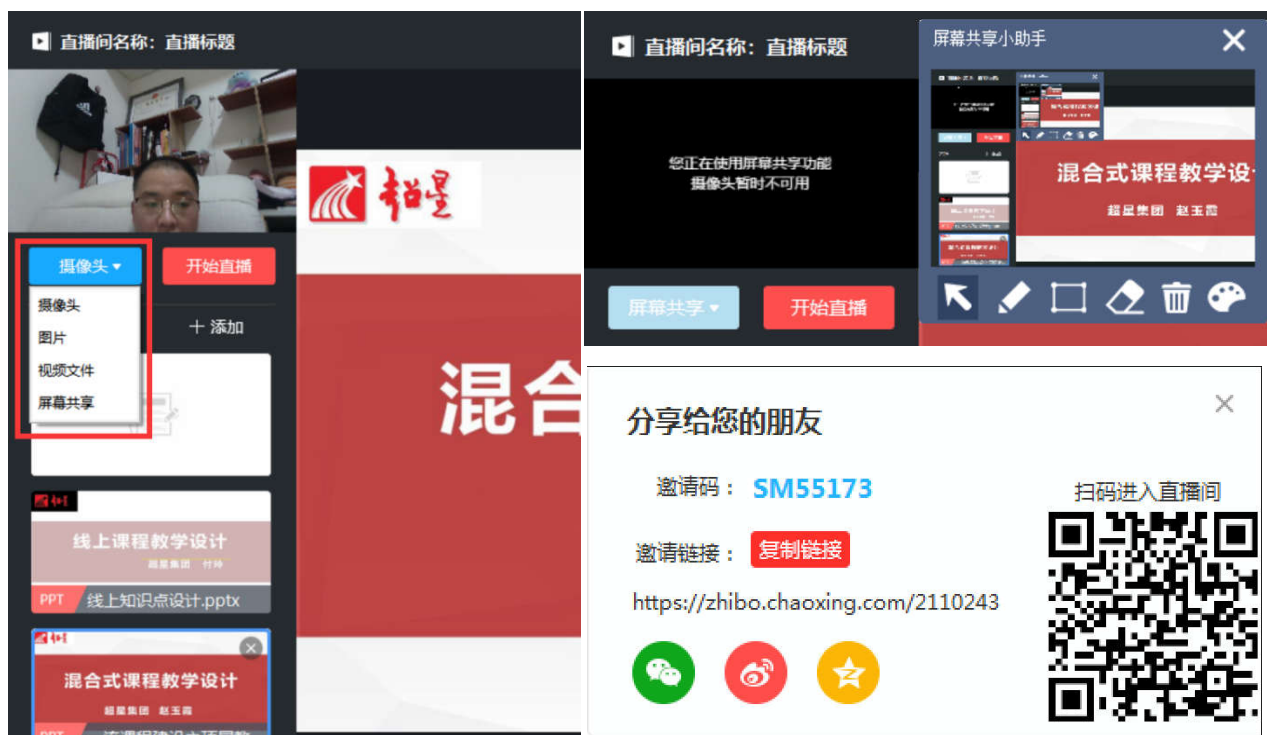 直播间名称：直播标题
摄像头
开始直播
摄像头
图片
视频文件
屏幕共享
＋ 添加
超星
混合
线上课程教学设计
超星集团 付玲
PPT 线上知识点设计.pptx
混合式课程教学设计
超星集团 赵玉霞
PPT
直播间名称：直播标题
您正在使用屏幕共享功能
摄像头暂时不可用
屏幕共享
开始直播
屏幕共享小助手
混合式课程教学设
超星集团 赵玉霞
分享给您的朋友
邀请码： SM55173
邀请链接： 复制链接
https://zhibo.chaoxing.com/2110243
扫码进入直播间